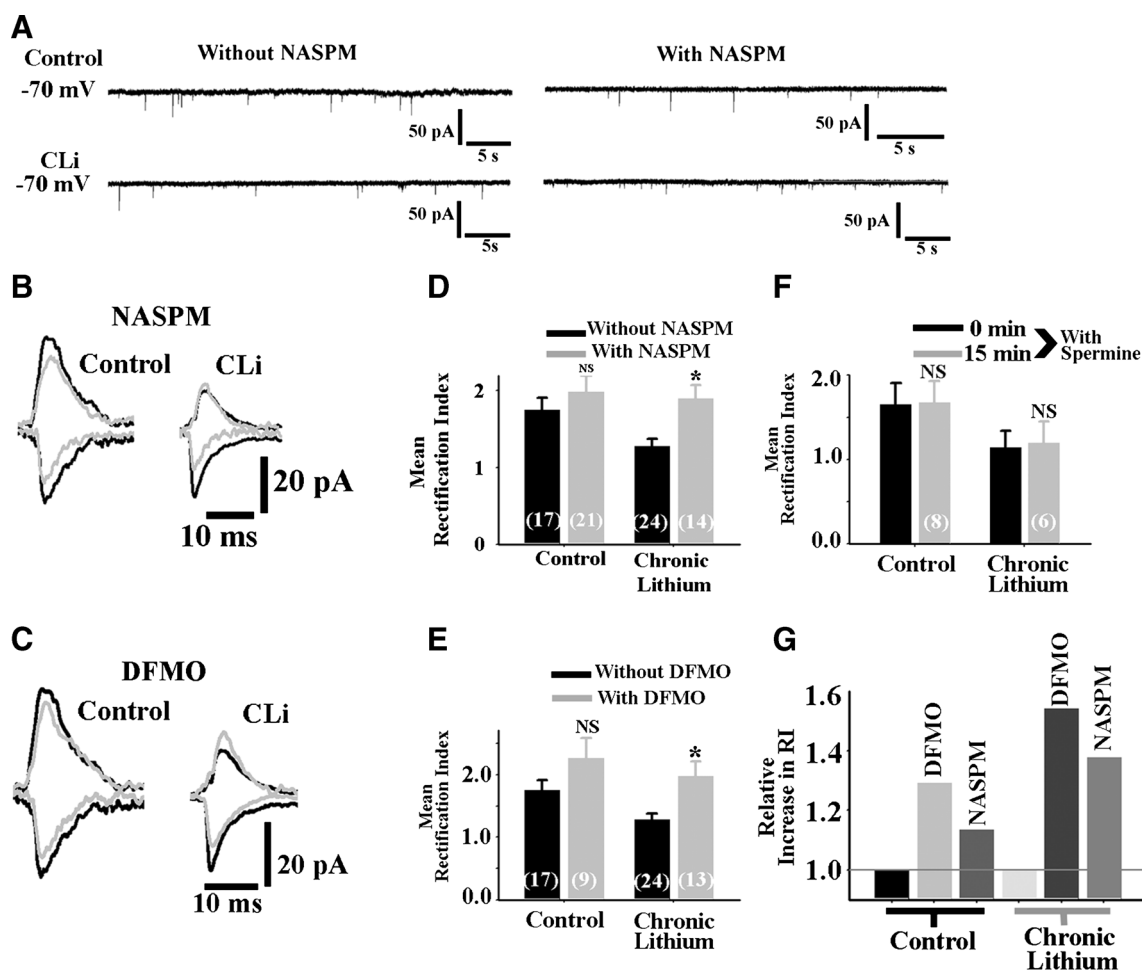 A
Control
-70 mV
Without NASPM
With NASPM
50 pA
5 s
50 pA
5 s
CLi
-70 mV
50 pA
5s
50 pA
5s
B
NASPM
Control
CLi
20 pA
10 ms
C
DFMO
Control
CLi
20 pA
10 ms
D
Without NASPM
With NASPM
Mean
Rectification Index
2
1
0
NS
*
(17)
(21)
(24)
(14)
Control
Chronic
Lithium
E
Without DFMO
With DFMO
Mean
Rectification Index
2.0
1.0
0.0
NS
*
(17)
(9)
(24)
(13)
Control
Chronic
Lithium
F
0 min
15 min
With
Spermine
Mean
Rectification Index
2.0
1.0
0.0
NS
NS
(8)
(6)
Control
Chronic
Lithium
G
Relative
Increase in RI
1.6
1.4
1.2
1.0
DFMO
NASPM
DFMO
NASPM
Control
Chronic
Lithium